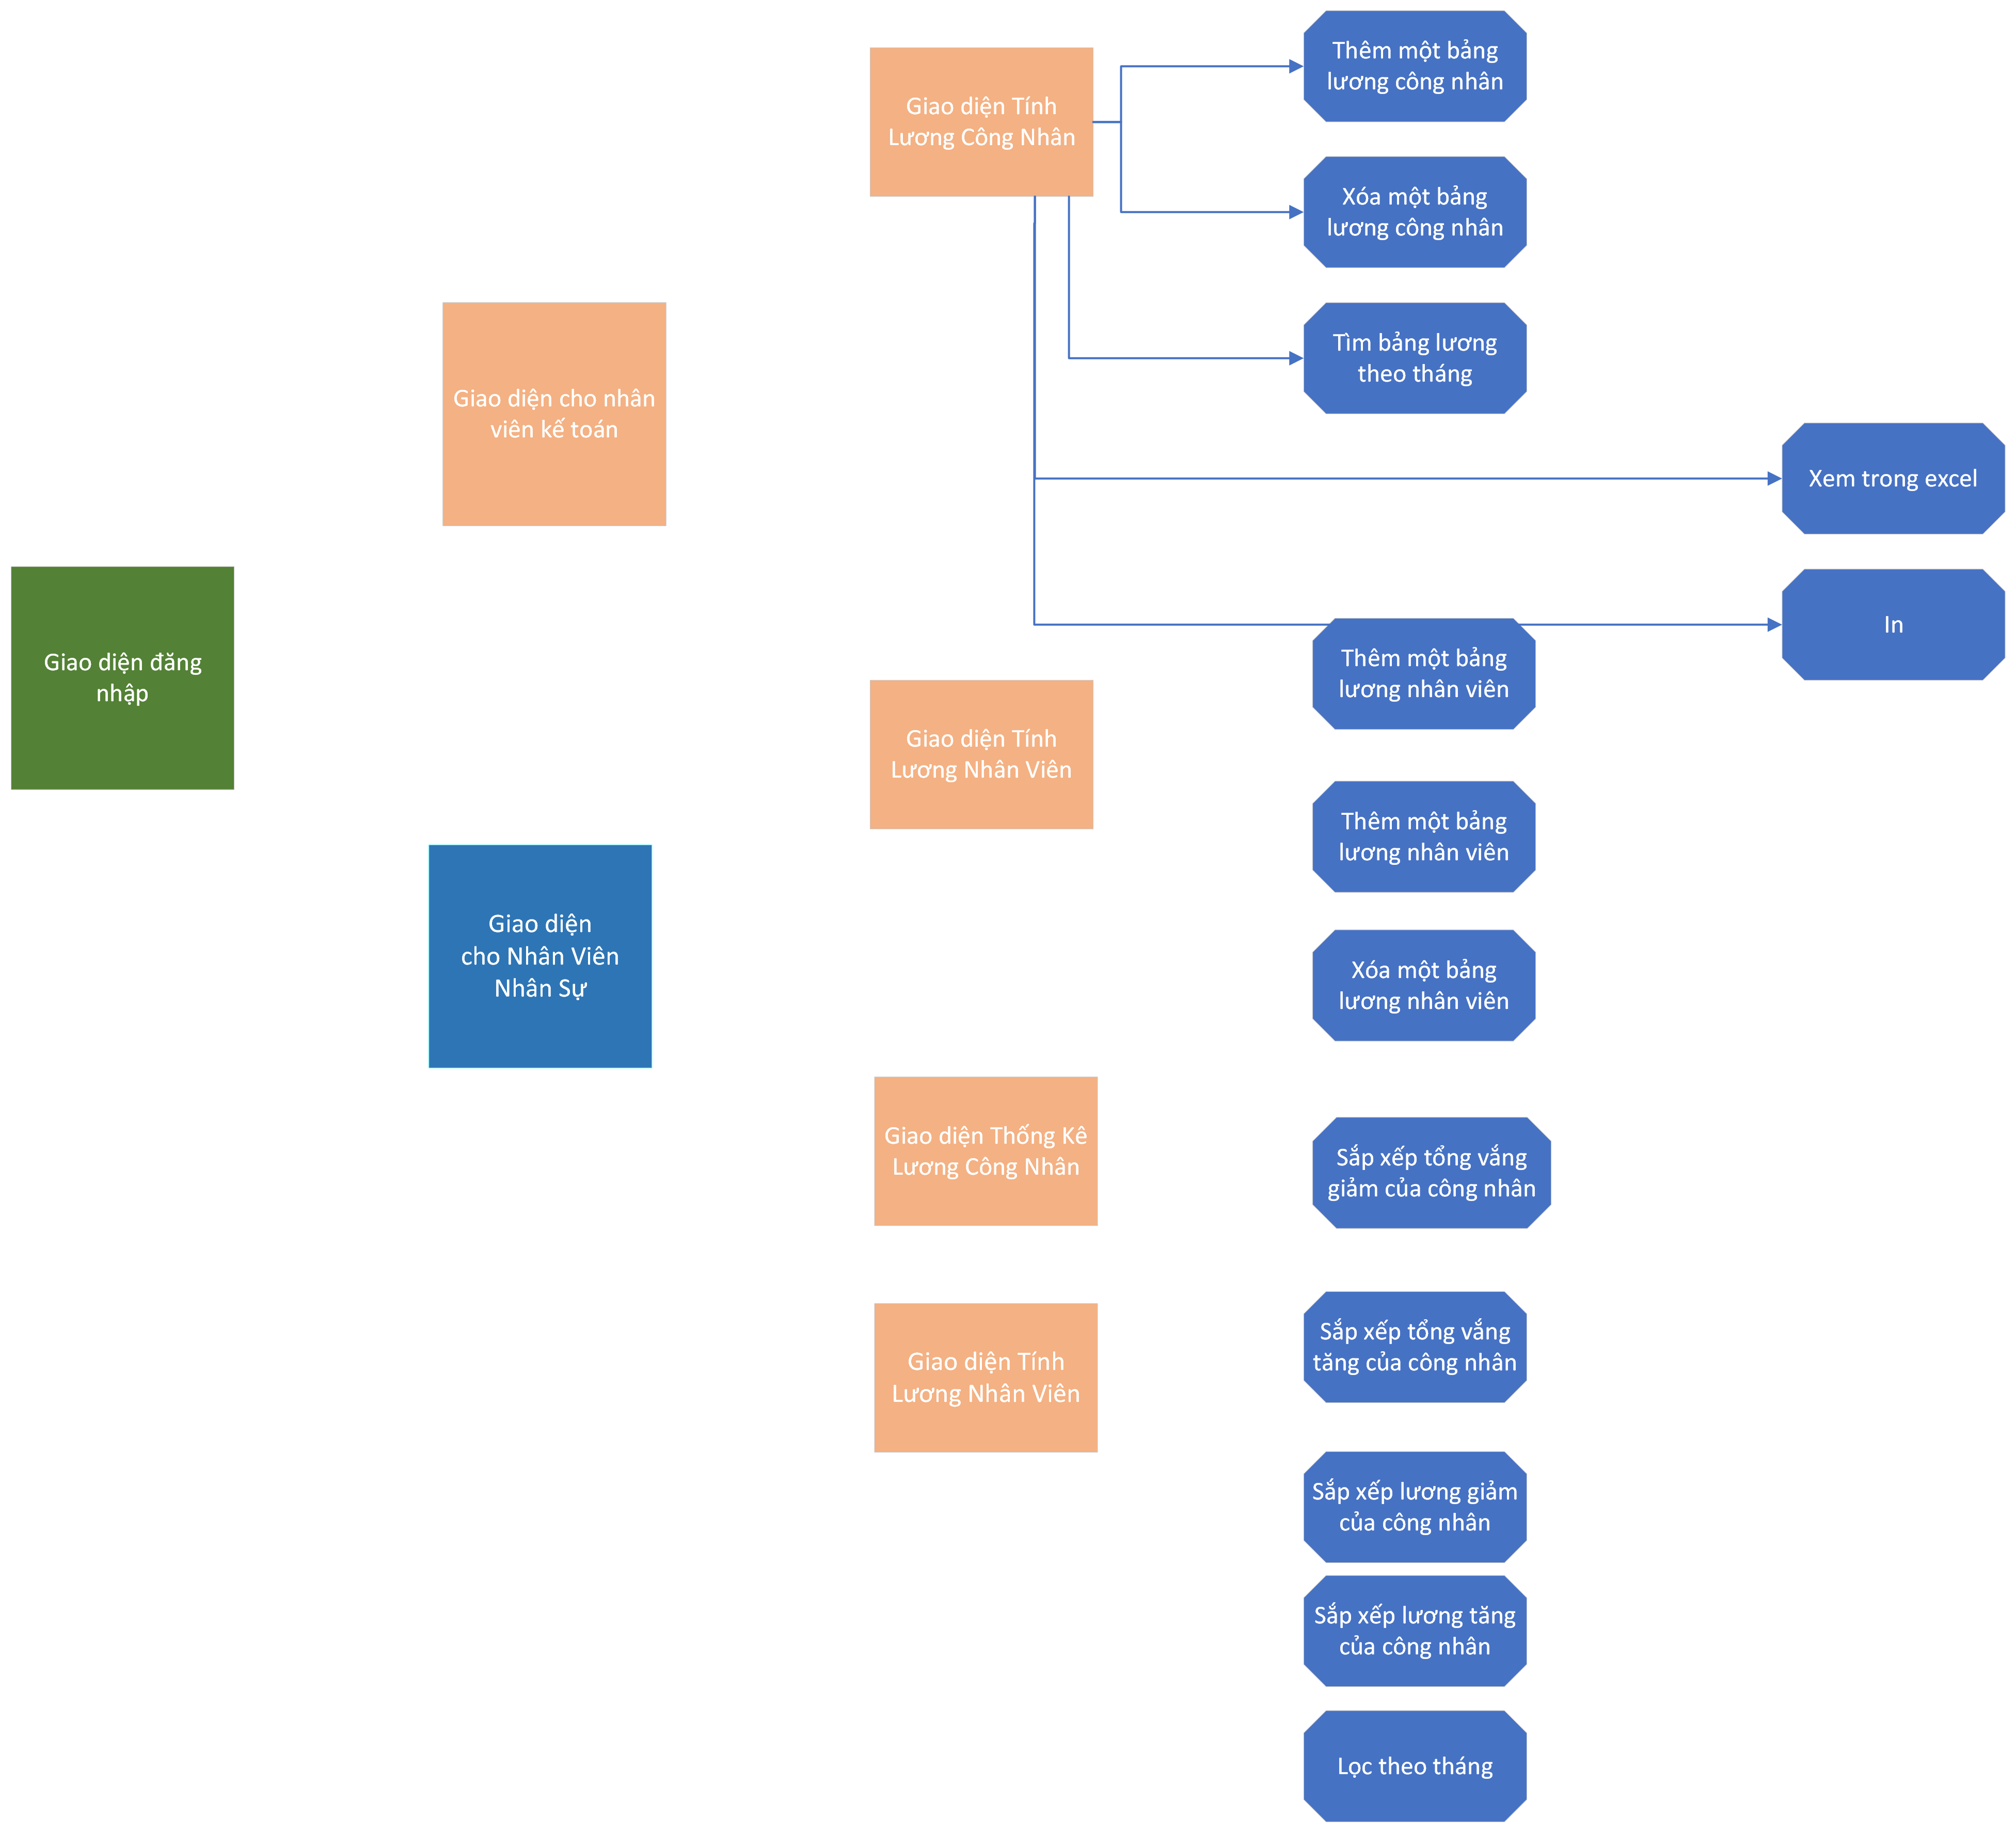 Thêm một bảng
lương công nhân
Giao diện Tính
Lương Công Nhân
Xóa một bảng
lương công nhân
Tìm bảng lương
theo tháng
Giao diện cho nhân
viên kế toán
Xem trong excel
In
Giao diện đăng
nhập
Thêm một bảng
lương nhân viên
Giao diện Tính
Lương Nhân Viên
Thêm một bảng
lương nhân viên
Giao diện
cho Nhân Viên
Nhân Sự
Xóa một bảng
lương nhân viên
Giao diện Thống Kê
Lương Công Nhân
Sắp xếp tổng vắng
giảm của công nhân
Giao diện Tính
Lương Nhân Viên
Sắp xếp tổng vắng
tăng của công nhân
Sắp xếp lương giảm
của công nhân
Sắp xếp lương tăng
của công nhân
Lọc theo tháng